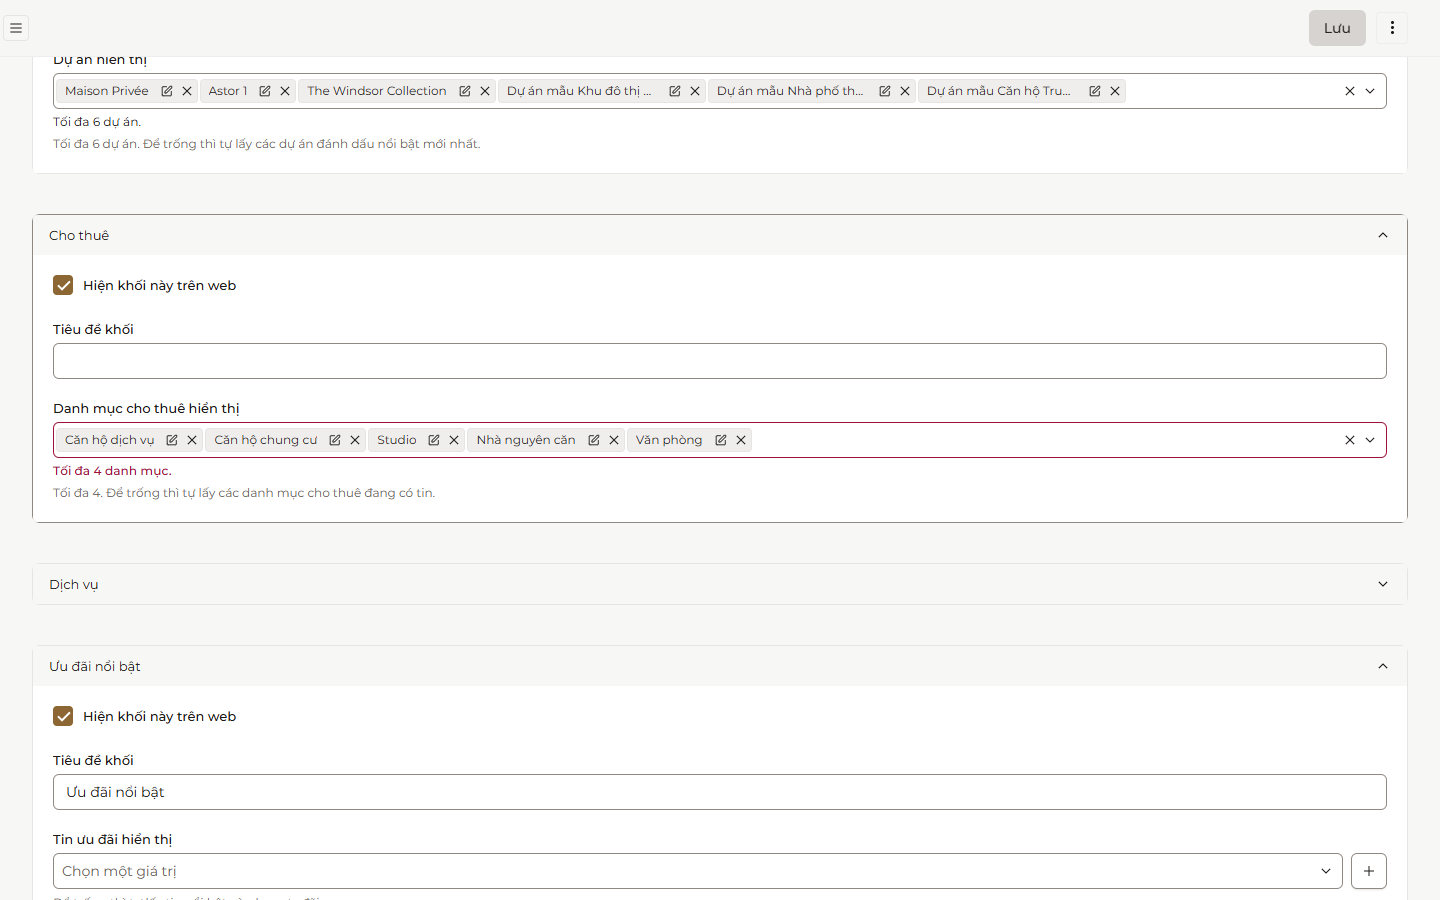 Lưu
Dự án hiển thị
Maison Privée Astor 1 The Windsor Collection Dự án mẫu Khu đô thị ... Dự án mẫu Nhà phố th... Dự án mẫu Căn hộ Tru...
Tối đa 6 dự án.
Tối đa 6 dự án. Để trống thì tự lấy các dự án đánh dấu nổi bật mới nhất.
Cho thuê
Hiện khối này trên web
Tiêu đề khối
Danh mục cho thuê hiển thị
Căn hộ dịch vụ Căn hộ chung cư Studio Nhà nguyên căn Văn phòng
Tối đa 4 danh mục.
Tối đa 4. Để trống thì tự lấy các danh mục cho thuê đang có tin.
Dịch vụ
Ưu đãi nổi bật
Hiện khối này trên web
Tiêu đề khối
Ưu đãi nổi bật
Tin ưu đãi hiển thị
Chọn một giá trị